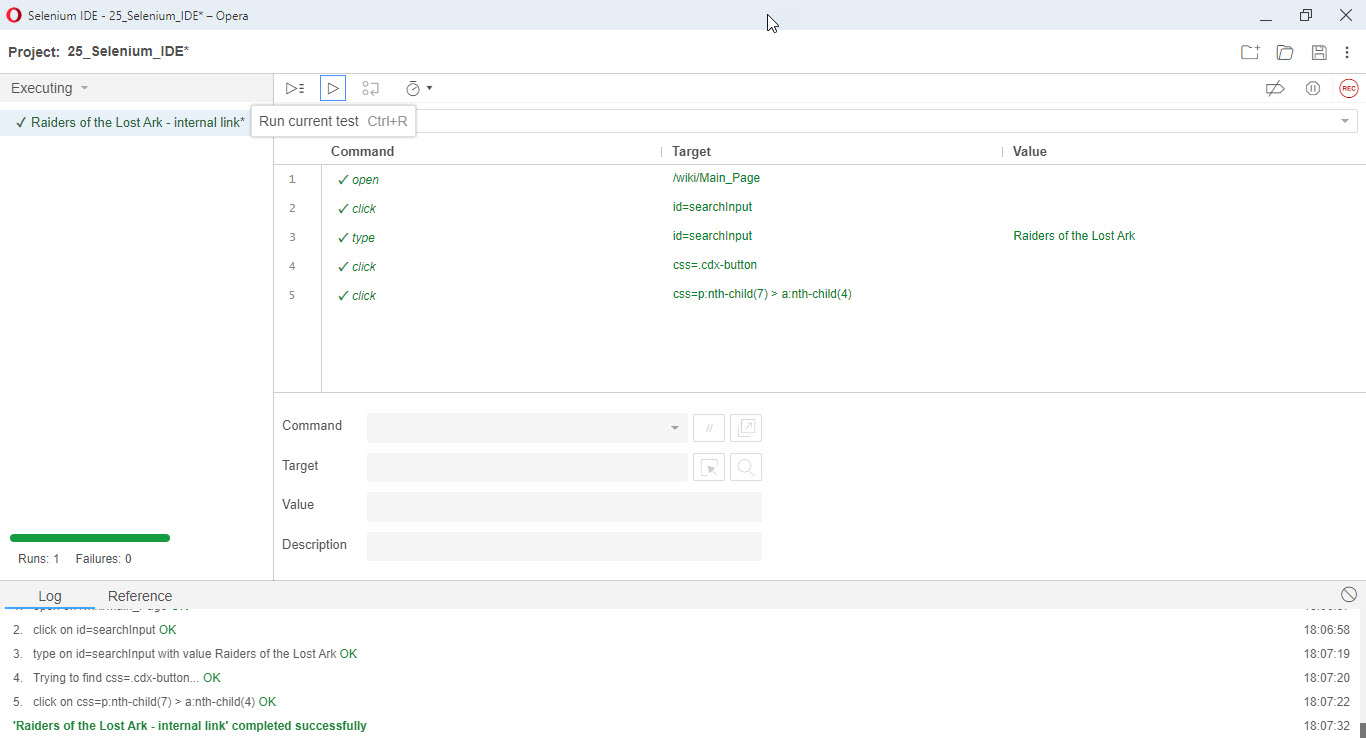 Selenium IDE - 25_Selenium_IDE* – Opera
Project: 25_Selenium_IDE*
Executing
✓ Raiders of the Lost Ark - internal link*
Run current test Ctrl+R
REC
Command Target Value
1 ✓ open /wiki/Main_Page
2 ✓ click id=searchInput
3 ✓ type id=searchInput Raiders of the Lost Ark
4 ✓ click css=.cdx-button
5 ✓ click css=p:nth-child(7) > a:nth-child(4)
Command //
Target
Value
Description
Runs: 1 Failures: 0
Log Reference
2. click on id=searchInput OK 18:06:58
3. type on id=searchInput with value Raiders of the Lost Ark OK 18:07:19
4. Trying to find css=.cdx-button... OK 18:07:20
5. click on css=p:nth-child(7) > a:nth-child(4) OK 18:07:22
'Raiders of the Lost Ark - internal link' completed successfully 18:07:32